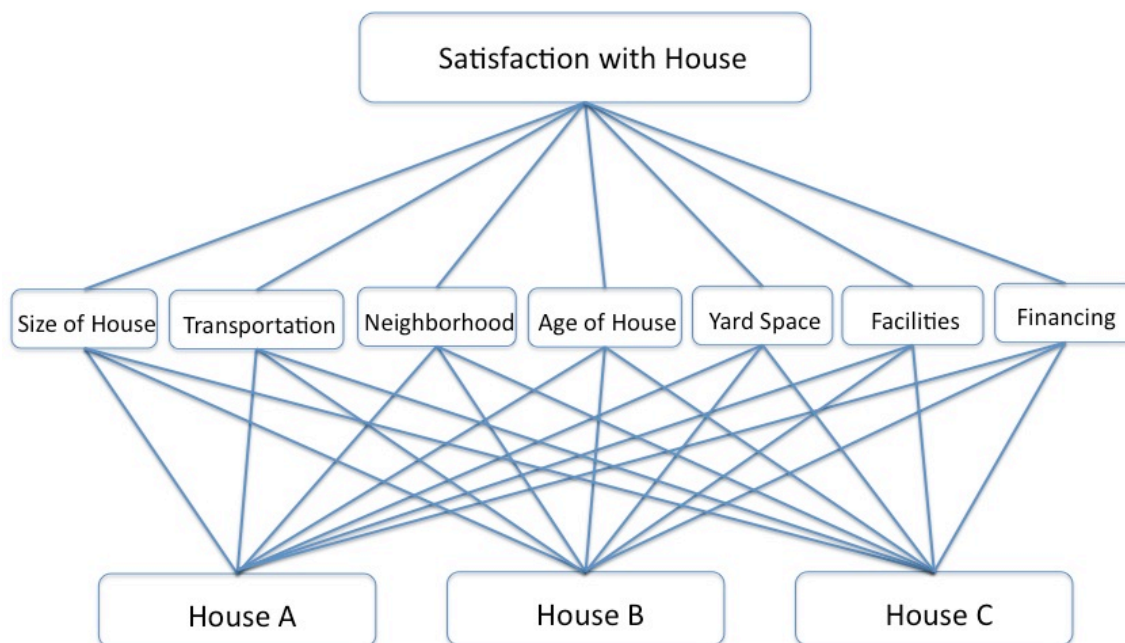 Satisfaction with House
Size of House
Transportation
Neighborhood
Age of House
Yard Space
Facilities
Financing
House A
House B
House C